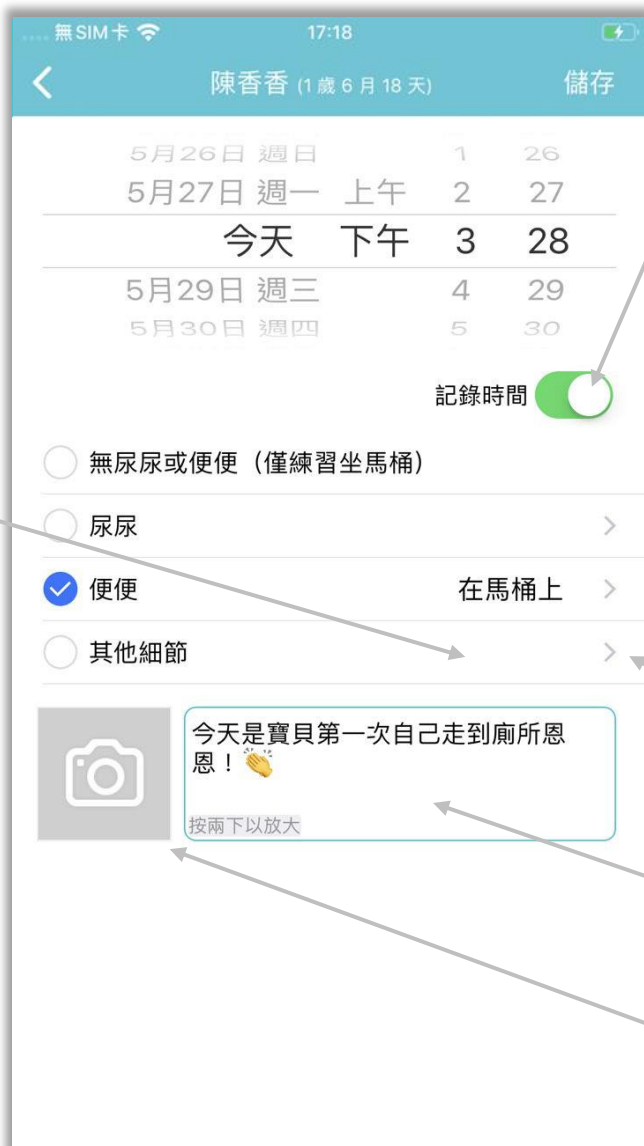 無SIM卡 17:18
陳香香 (1 歲 6 月 18 天) 儲存
5月26日 週日 1 26
5月27日 週一 上午 2 27
今天 下午 3 28
5月29日 週三 4 29
5月30日 週四 5 30
記錄時間
無尿尿或便便（僅練習坐馬桶）
尿尿
便便 在馬桶上
其他細節
今天是寶貝第一次自己走到廁所恩
恩！👏
按兩下以放大